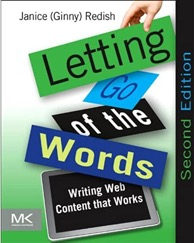 Janice (Ginny) Redish
Letting
Go
of the
Words
Writing Web
Content that Works
Second Edition
MK